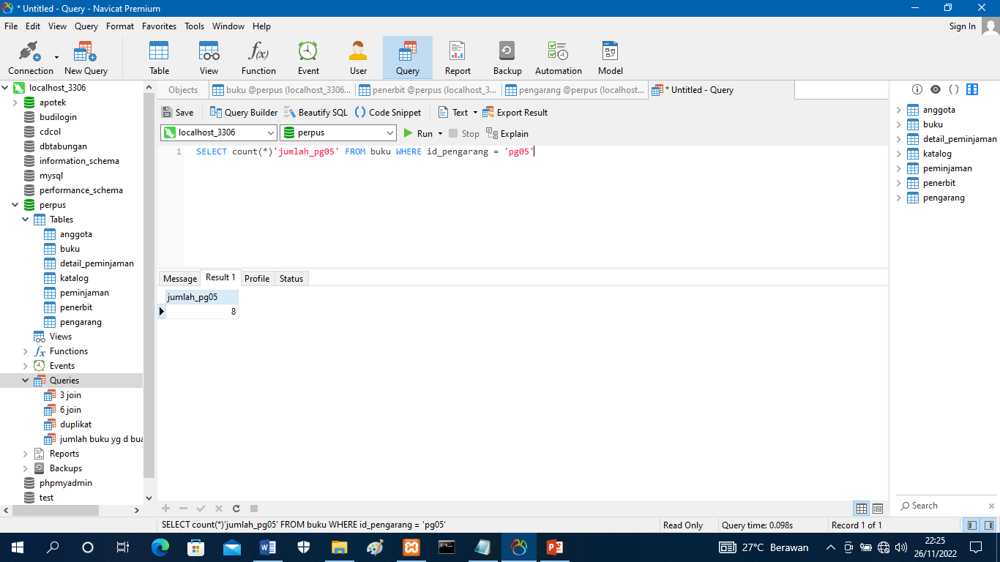 * Untitled - Query - Navicat Premium
File Edit View Query Format Favorites Tools Window Help
Sign In
Connection New Query Table View Function Event User Query Report Backup Automation Model
f(x)
localhost_3306
apotek
budilogin
cdcol
dbtabungan
information_schema
mysql
performance_schema
perpus
Tables
anggota
buku
detail_peminjaman
katalog
peminjaman
penerbit
pengarang
Views
fx Functions
Events
Queries
3 join
6 join
duplikat
jumlah buku yg d bua
Reports
Backups
phpmyadmin
test
Objects buku @perpus (localhost_3306... penerbit @perpus (localhost_3... pengarang @perpus (localhost... * Untitled - Query
Save Query Builder Beautify SQL () Code Snippet Text Export Result
localhost_3306 perpus Run Stop Explain
1 SELECT count(*)'jumlah_pg05' FROM buku WHERE id_pengarang = 'pg05'
Message Result 1 Profile Status
jumlah_pg05
8
SELECT count(*)'jumlah_pg05' FROM buku WHERE id_pengarang = 'pg05'
Read Only Query time: 0.098s Record 1 of 1
()
anggota
buku
detail_peminjaman
katalog
peminjaman
penerbit
pengarang
Search
27°C Berawan
22:25
26/11/2022